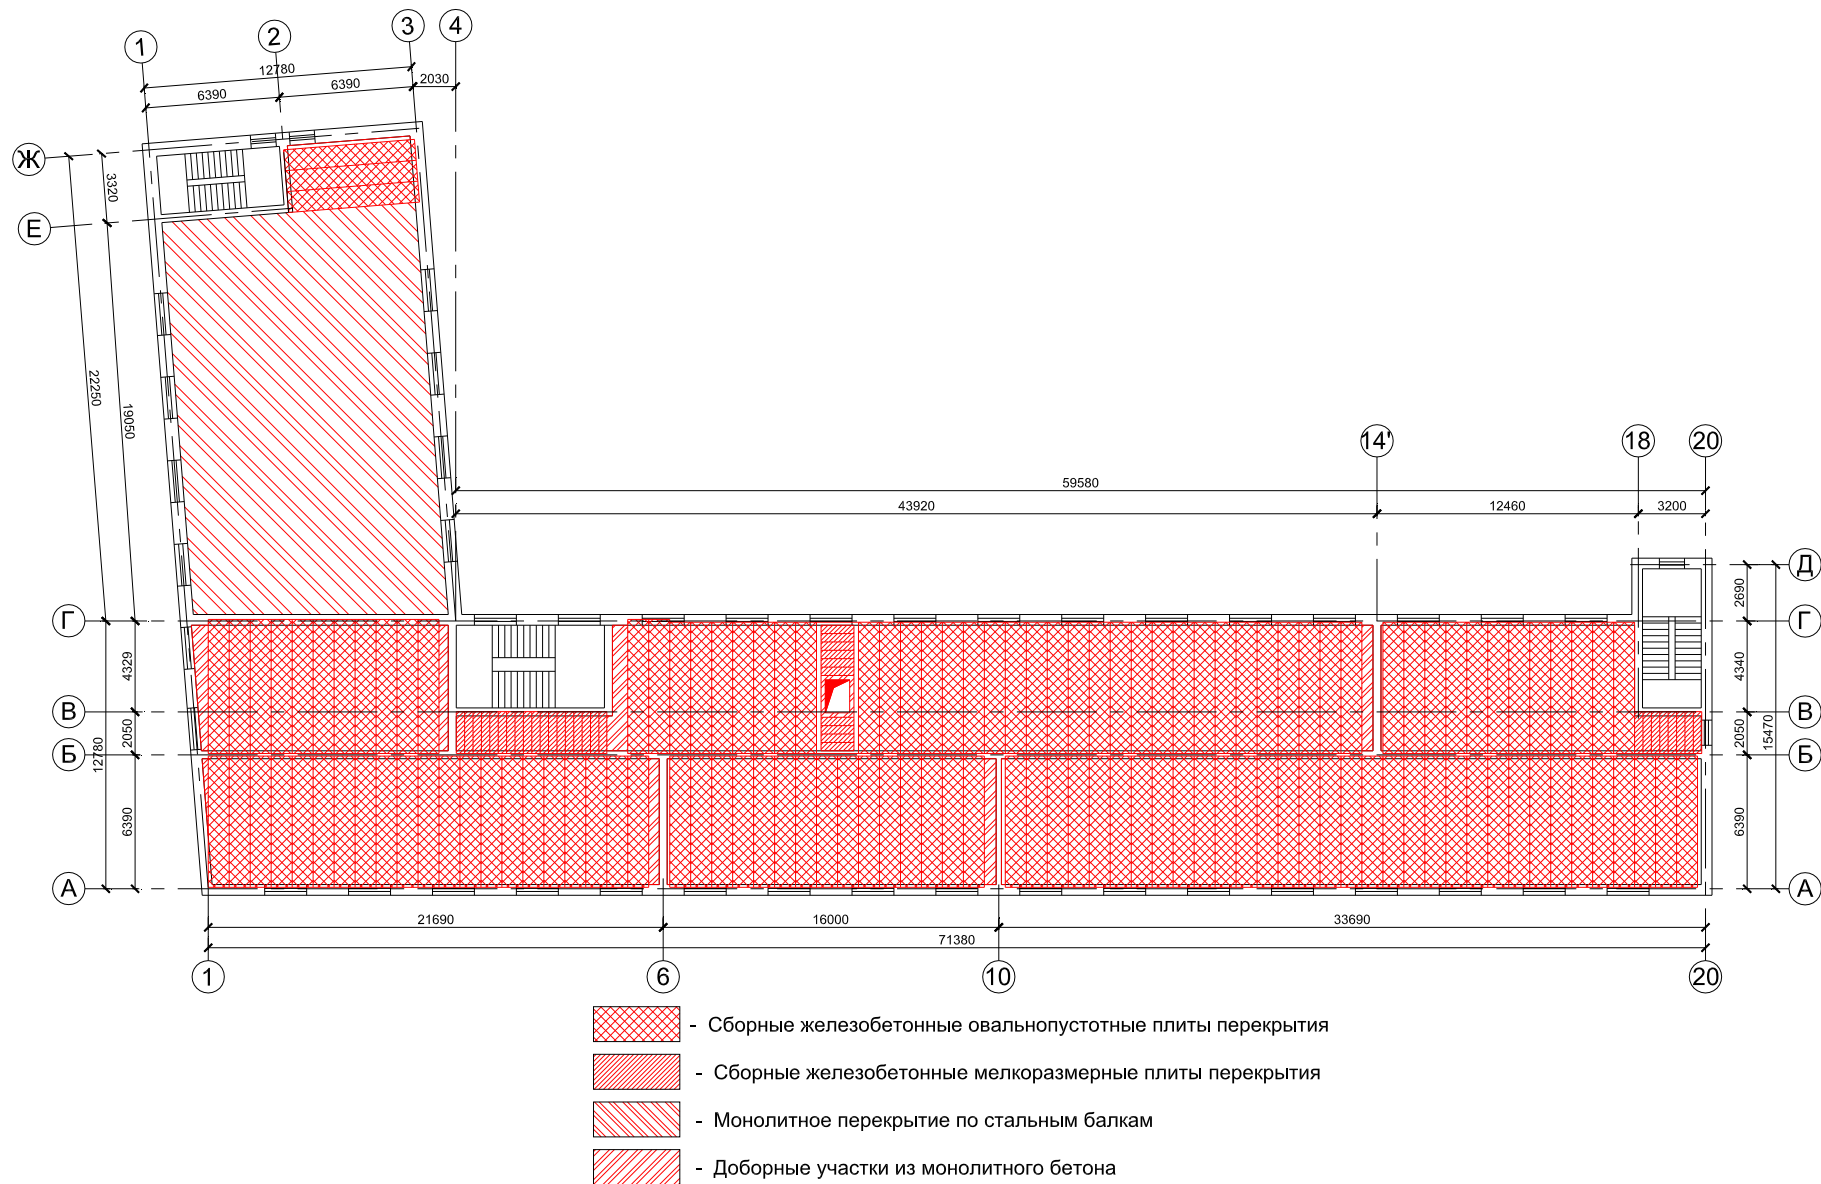 1
2
3
4
12780
6390
6390
2030
Ж
Е
3320
22250
19050
14'
18
20
59580
43920
12460
3200
Д
Г
Г
В
В
Б
Б
А
А
4329
2050
12780
6390
2690
4340
2050
15470
6390
21690
16000
33690
71380
1
6
10
20
- Сборные железобетонные овальнопустотные плиты перекрытия
- Сборные железобетонные мелкоразмерные плиты перекрытия
- Монолитное перекрытие по стальным балкам
- Доборные участки из монолитного бетона